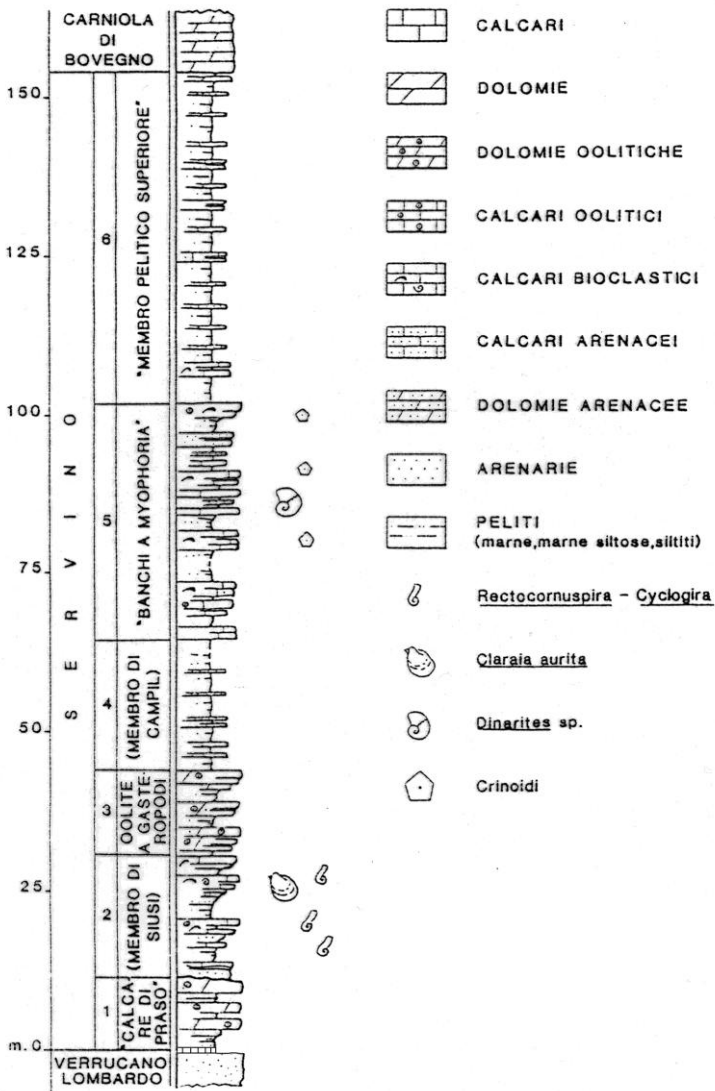 CARNIOLA
DI
BOVEGNO
150
125
100
75
50
25
m. 0
SERVINO
6
"MEMBRO PELITICO SUPERIORE"
5
"BANCHI A MYOPHORIA"
4
(MEMBRO DI
CAMPIL)
3
OOLITE
A GASTE-
ROPODI
2
(MEMBRO DI
SIUSI)
1
"CALCA-
RE DI
PRASO"
VERRUCANO
LOMBARDO
CALCARI
DOLOMIE
DOLOMIE OOLITICHE
CALCARI OOLITICI
CALCARI BIOCLASTICI
CALCARI ARENACEI
DOLOMIE ARENACEE
ARENARIE
PELITI
(marne,marne siltose,siltiti)
Rectocornuspira - Cyclogira
Claraia aurita
Dinarites sp.
Crinoidi